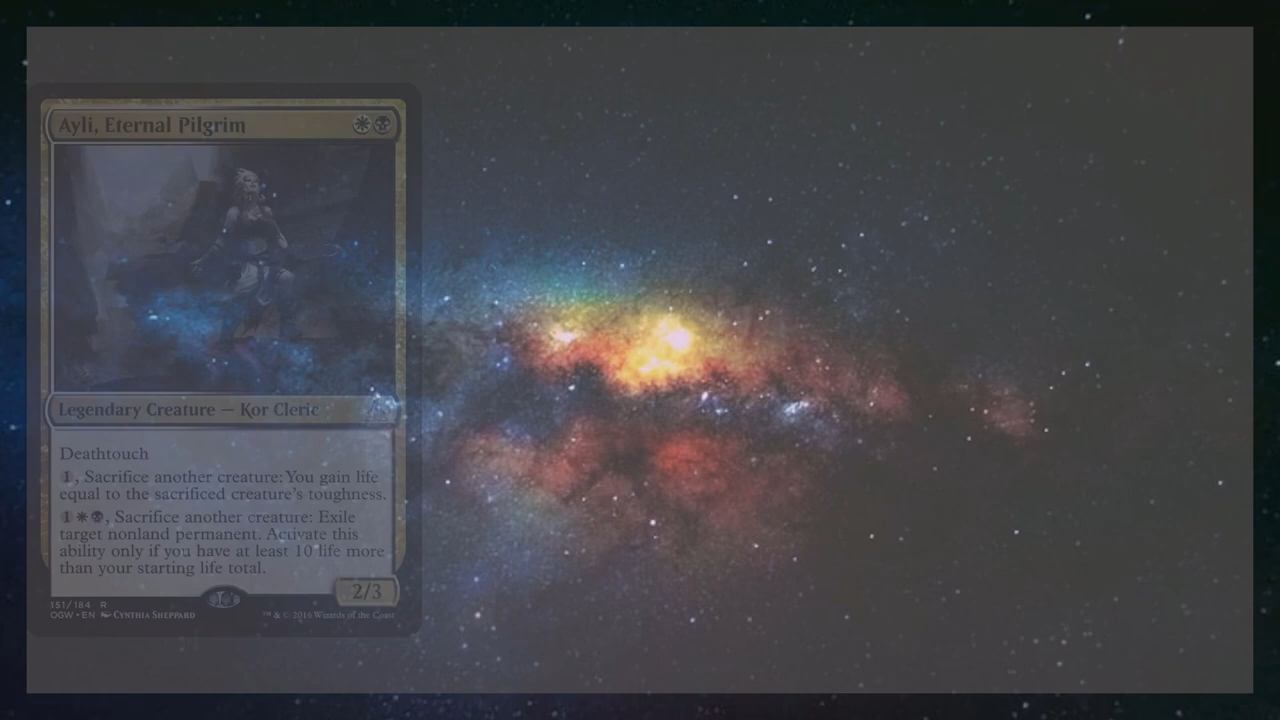 Ayli, Eternal Pilgrim
Legendary Creature — Kor Cleric
Deathtouch
1, Sacrifice another creature: You gain life
equal to the sacrificed creature's toughness.
1, Sacrifice another creature: Exile
target nonland permanent. Activate this
ability only if you have at least 10 life more
than your starting life total.
2/3
151/184 R
OGW • EN Cynthia Sheppard
™ & © 2016 Wizards of the Coast